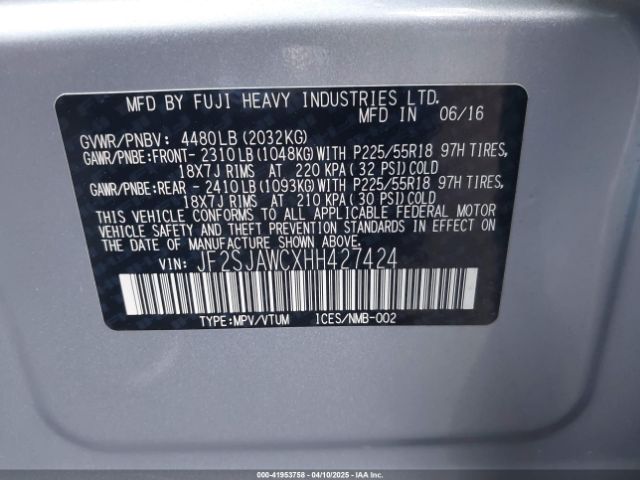 MFD BY FUJI HEAVY INDUSTRIES LTD.
MFD IN 06/16
GVWR/PNBV: 4480LB (2032KG)
GAWR/PNBE:FRONT- 2310LB (1048KG)WITH P225/55R18 97H TIRES,
18X7J RIMS AT 220 KPA ( 32 PSI) COLD
GAWR/PNBE:REAR - 2410LB (1093KG)WITH P225/55R18 97H TIRES,
18X7J RIMS AT 210 KPA ( 30 PSI) COLD
THIS VEHICLE CONFORMS TO ALL APPLICABLE FEDERAL MOTOR
VEHICLE SAFETY AND THEFT PREVENTION STANDARDS IN EFFECT
ON THE DATE OF MANUFACTURE SHOWN ABOVE.
VIN: JF2SJAWCXHH427424
TYPE:MPV/VTUM ICES/NMB-002
000-41953758 - 04/10/2025 - IAAI.COM